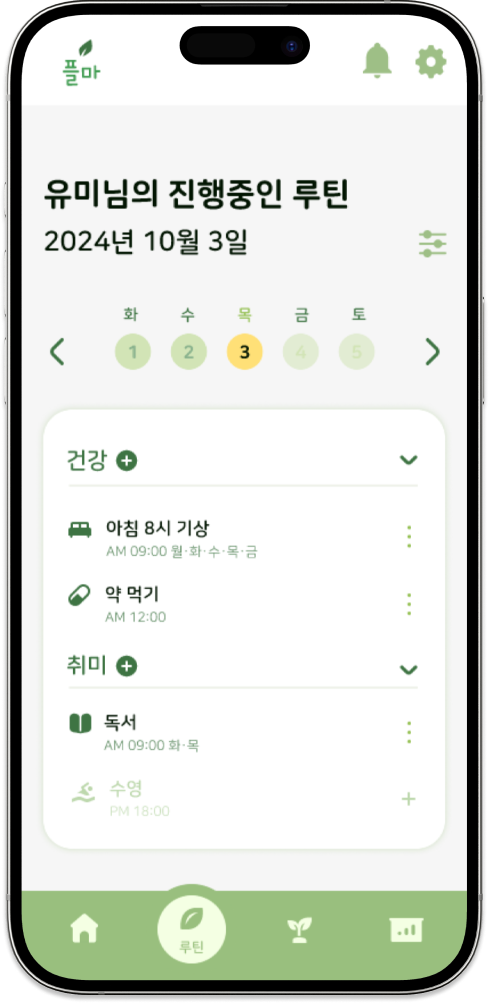 플마
유미님의 진행중인 루틴
2024년 10월 3일
화 수 목 금 토
1 2 3 4 5
건강
아침 8시 기상
AM 09:00 월·화·수·목·금
약 먹기
AM 12:00
취미
독서
AM 09:00 화·목
수영
PM 18:00
루틴